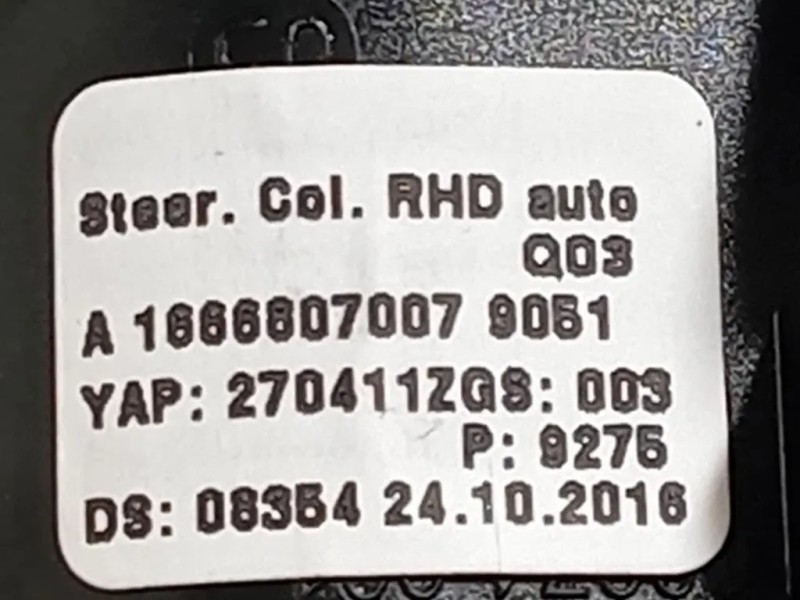 Steer. Col. RHD auto
Q03
A 1666807007 9051
YAP: 270411ZGS: 003
P: 9275
DS: 08354 24.10.2016